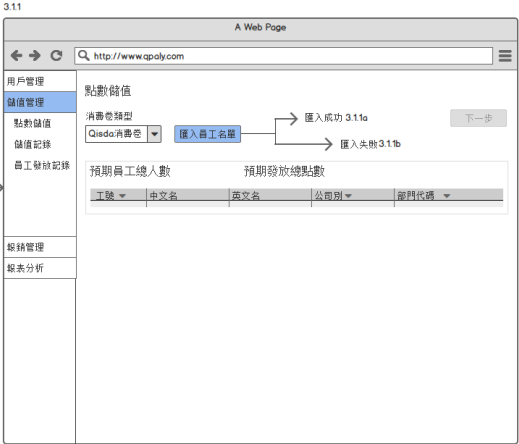 3.1.1
A Web Page
http://www.qpoly.com
用戶管理
儲值管理
點數儲值
儲值記錄
員工發放記錄
報銷管理
報表分析
點數儲值
消費卷類型
Qisda消費卷
匯入員工名單
匯入成功 3.1.1a
匯入失敗3.1.1b
下一步
預期員工總人數 預期發放總點數
工號 中文名 英文名 公司別 部門代碼